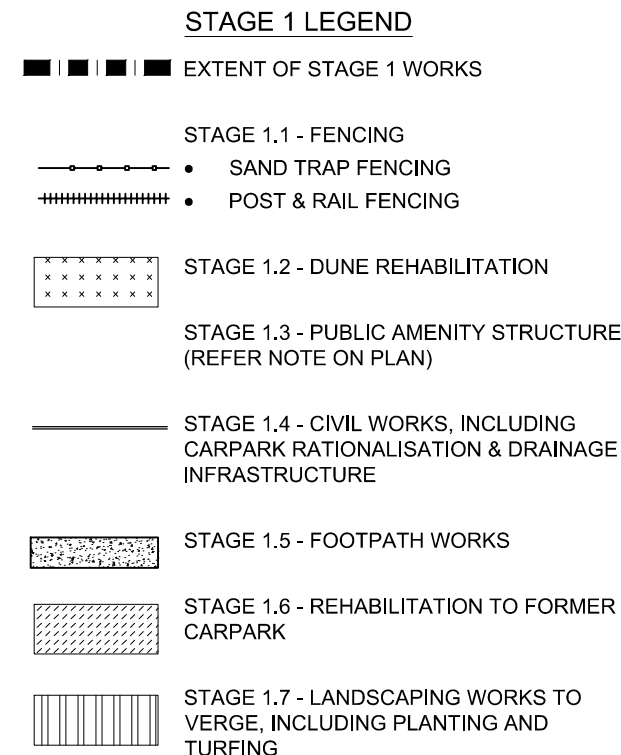 STAGE 1 LEGEND
EXTENT OF STAGE 1 WORKS
STAGE 1.1 - FENCING
• SAND TRAP FENCING
• POST & RAIL FENCING
STAGE 1.2 - DUNE REHABILITATION
STAGE 1.3 - PUBLIC AMENITY STRUCTURE
(REFER NOTE ON PLAN)
STAGE 1.4 - CIVIL WORKS, INCLUDING
CARPARK RATIONALISATION & DRAINAGE
INFRASTRUCTURE
STAGE 1.5 - FOOTPATH WORKS
STAGE 1.6 - REHABILITATION TO FORMER
CARPARK
STAGE 1.7 - LANDSCAPING WORKS TO
VERGE, INCLUDING PLANTING AND
TURFING